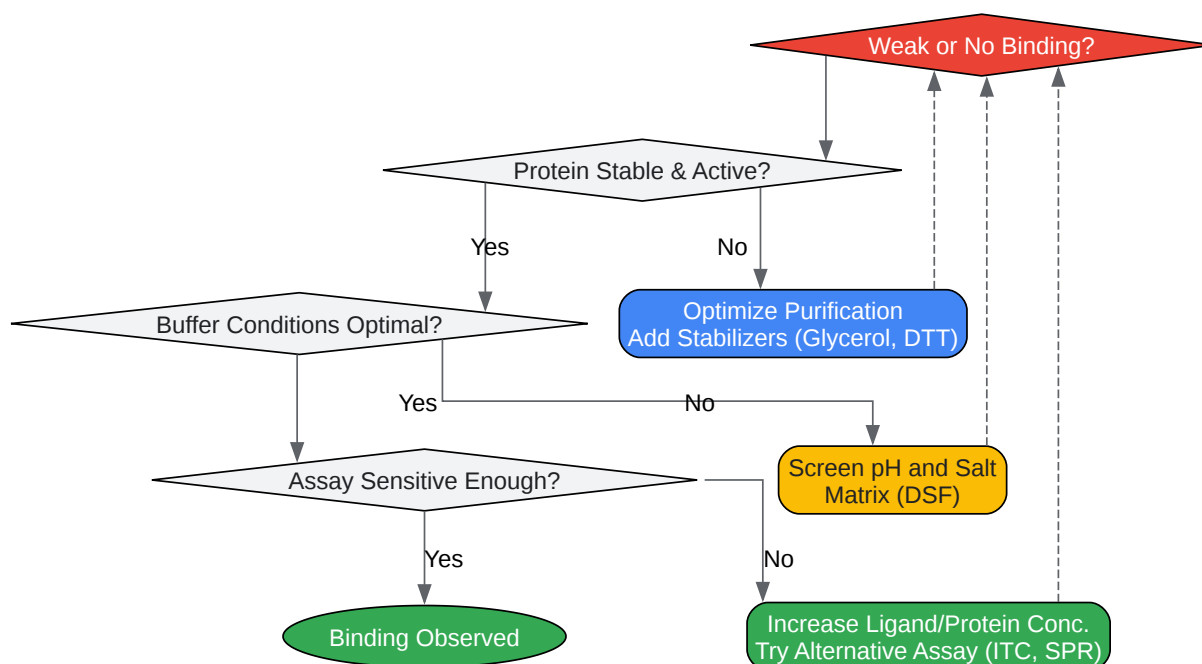 Weak or No Binding?
Protein Stable & Active?
Yes
No
Optimize Purification
Add Stabilizers (Glycerol, DTT)
Buffer Conditions Optimal?
Yes
No
Screen pH and Salt
Matrix (DSF)
Assay Sensitive Enough?
Yes
No
Binding Observed
Increase Ligand/Protein Conc.
Try Alternative Assay (ITC, SPR)